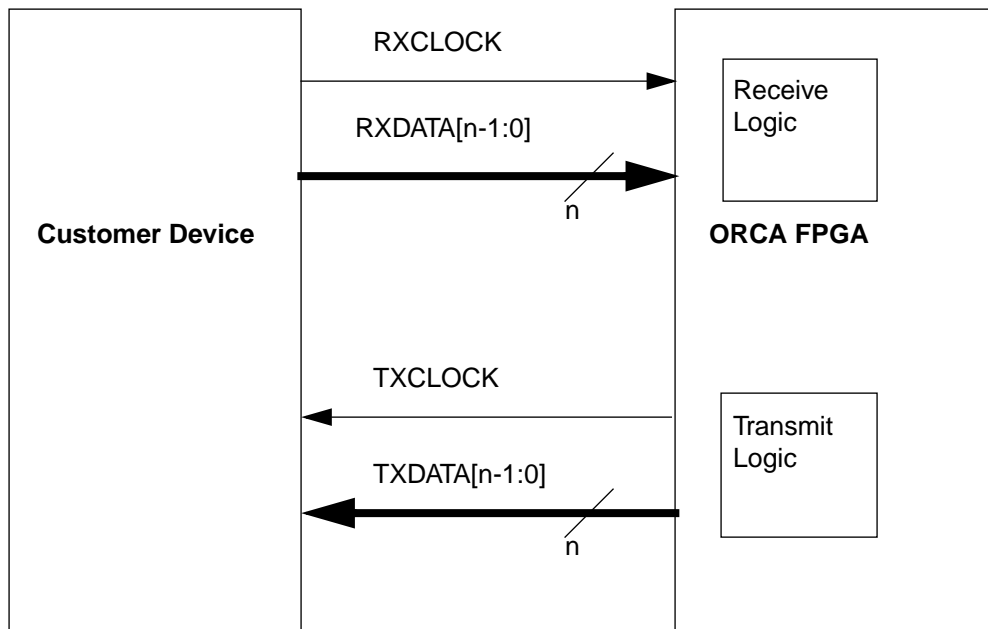 RXCLOCK
Receive
Logic
RXDATA[n-1:0]
n
Customer Device
ORCA FPGA
TXCLOCK
Transmit
Logic
TXDATA[n-1:0]
n